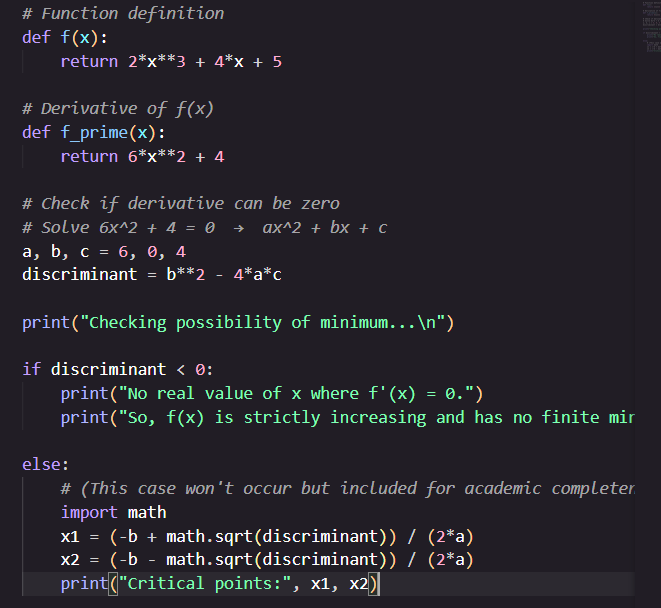 # Function definition
def f(x):
    return 2*x**3 + 4*x + 5

# Derivative of f(x)
def f_prime(x):
    return 6*x**2 + 4

# Check if derivative can be zero
# Solve 6x^2 + 4 = 0  →  ax^2 + bx + c
a, b, c = 6, 0, 4
discriminant = b**2 - 4*a*c

print("Checking possibility of minimum...\n")

if discriminant < 0:
    print("No real value of x where f'(x) = 0.")
    print("So, f(x) is strictly increasing and has no finite mir

else:
    # (This case won't occur but included for academic completer
    import math
    x1 = (-b + math.sqrt(discriminant)) / (2*a)
    x2 = (-b - math.sqrt(discriminant)) / (2*a)
    print("Critical points:", x1, x2)